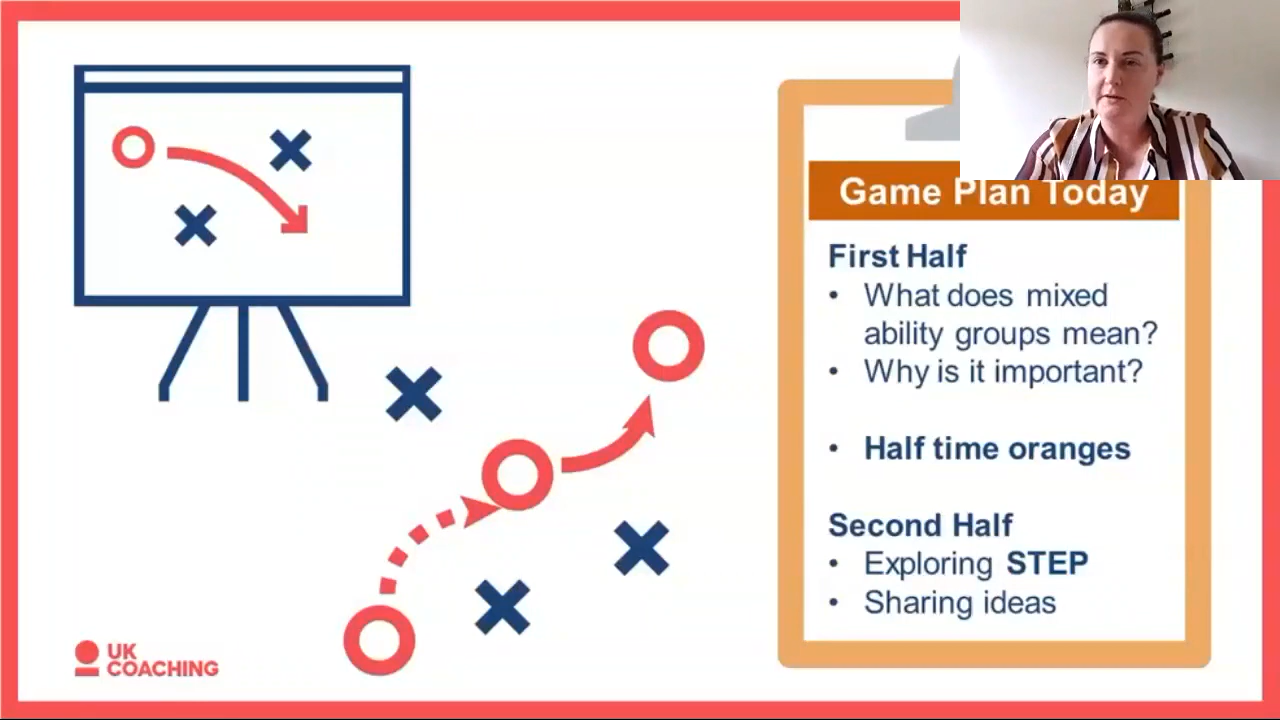 Game Plan Today
First Half
• What does mixed
ability groups mean?
• Why is it important?
• Half time oranges
Second Half
• Exploring STEP
• Sharing ideas
UK
COACHING